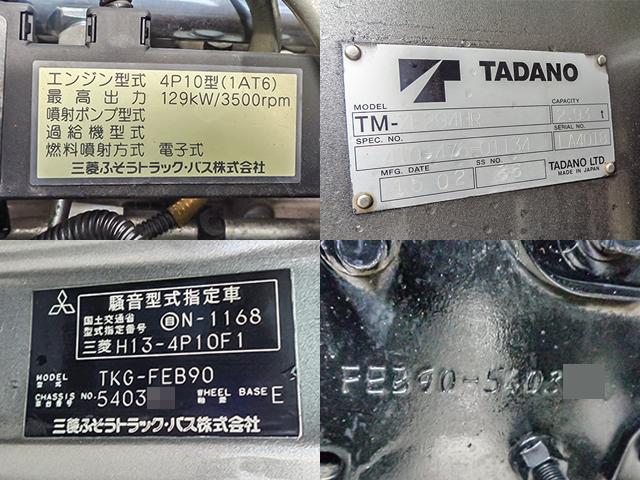 エンジン型式 4P10型(1AT6)
最高出力 129kW/3500rpm
噴射ポンプ型式
過給機型式
燃料噴射方式 電子式
三菱ふそうトラック・バス株式会社
TADANO
MODEL
CAPACITY
TM-
2.93 t
SPEC. NO.
SERIAL NO.
MFG. DATE
SS NO.
TADANO LTD.
MADE IN JAPAN
騒音型式指定車
国土交通省
型式指定番号
自N-1168
三菱 H13-4P10F1
MODEL
型式
TKG-FEB90
CHASSIS NO.
車台番号
5403
WHEEL BASE
軸距
E
三菱ふそうトラック・バス株式会社
FEB90-5403